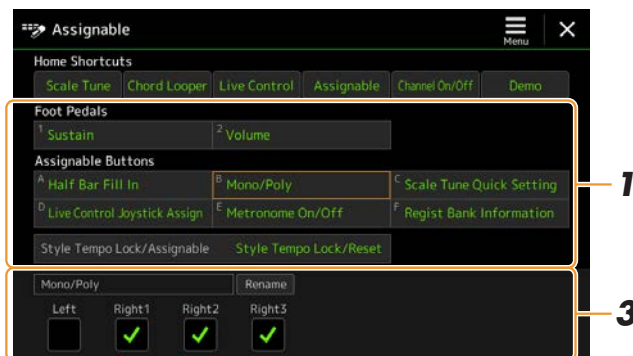 Assignable
Menu
Home Shortcuts
Scale Tune Chord Looper Live Control Assignable Channel On/Off Demo
Foot Pedals
1 Sustain 2 Volume
Assignable Buttons
A Half Bar Fill In B Mono/Poly C Scale Tune Quick Setting
1
D Live Control Joystick Assign E Metronome On/Off F Regist Bank Information
Style Tempo Lock/Assignable Style Tempo Lock/Reset
Mono/Poly Rename
Left Right1 Right2 Right3
3